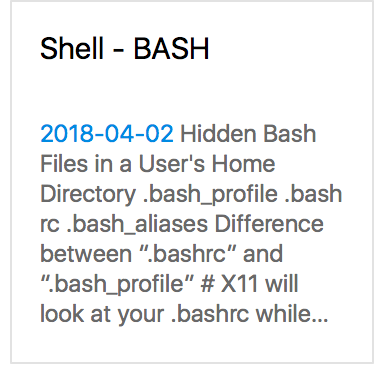 Shell - BASH
2018-04-02 Hidden Bash
Files in a User's Home
Directory .bash_profile .bash
rc .bash_aliases Difference
between “.bashrc” and
“.bash_profile” # X11 will
look at your .bashrc while...